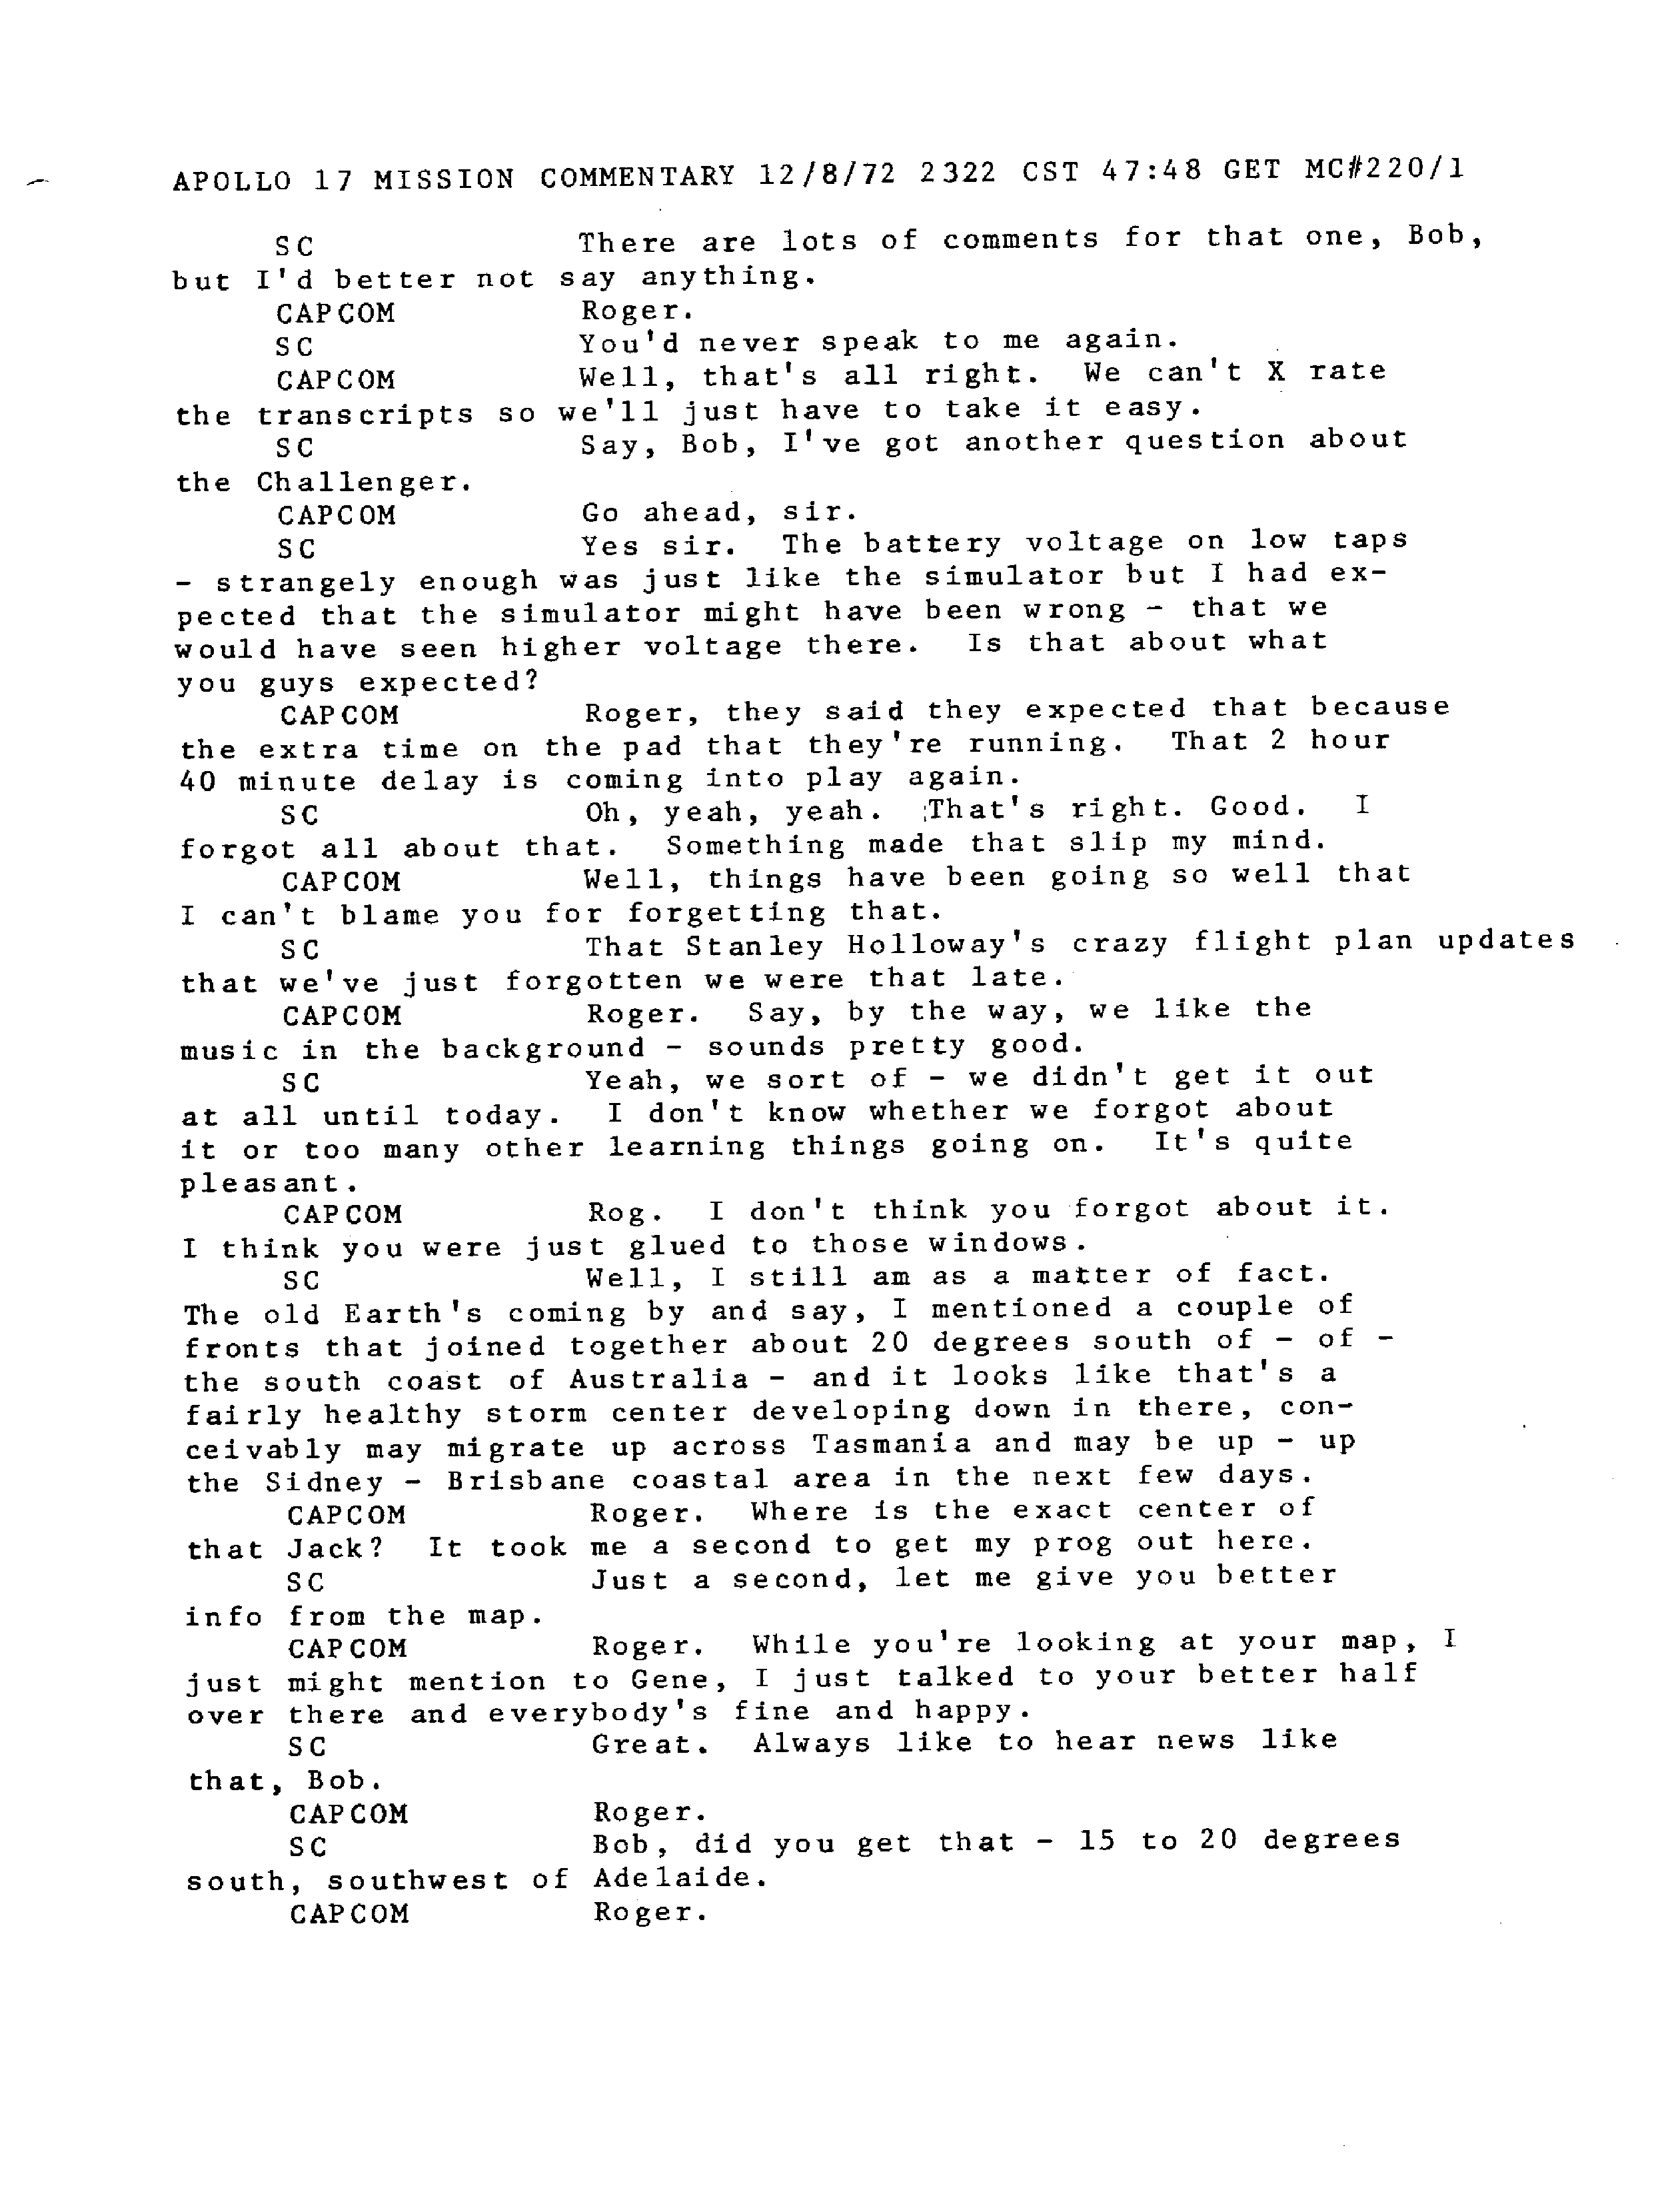 APOLLO 17 MISSION COMMENTARY 12/8/72 2322 CST 47:48 GET MC#220/1
SC There are lots of comments for that one, Bob,
but I'd better not say anything.
CAPCOM Roger.
SC You'd never speak to me again.
CAPCOM Well, that's all right. We can't X rate
the transcripts so we'll just have to take it easy.
SC Say, Bob, I've got another question about
the Challenger.
CAPCOM Go ahead, sir.
SC Yes sir. The battery voltage on low taps
- strangely enough was just like the simulator but I had ex-
pected that the simulator might have been wrong - that we
would have seen higher voltage there. Is that about what
you guys expected?
CAPCOM Roger, they said they expected that because
the extra time on the pad that they're running. That 2 hour
40 minute delay is coming into play again.
SC Oh, yeah, yeah. That's right. Good. I
forgot all about that. Something made that slip my mind.
CAPCOM Well, things have been going so well that
I can't blame you for forgetting that.
SC That Stanley Holloway's crazy flight plan updates
that we've just forgotten we were that late.
CAPCOM Roger. Say, by the way, we like the
music in the background - sounds pretty good.
SC Yeah, we sort of - we didn't get it out
at all until today. I don't know whether we forgot about
it or too many other learning things going on. It's quite
pleasant.
CAPCOM Rog. I don't think you forgot about it.
I think you were just glued to those windows.
SC Well, I still am as a matter of fact.
The old Earth's coming by and say, I mentioned a couple of
fronts that joined together about 20 degrees south of - of -
the south coast of Australia - and it looks like that's a
fairly healthy storm center developing down in there, con-
ceivably may migrate up across Tasmania and may be up - up
the Sidney - Brisbane coastal area in the next few days.
CAPCOM Roger. Where is the exact center of
that Jack? It took me a second to get my prog out here.
SC Just a second, let me give you better
info from the map.
CAPCOM Roger. While you're looking at your map, I
just might mention to Gene, I just talked to your better half
over there and everybody's fine and happy.
SC Great. Always like to hear news like
that, Bob.
CAPCOM Roger.
SC Bob, did you get that - 15 to 20 degrees
south, southwest of Adelaide.
CAPCOM Roger.